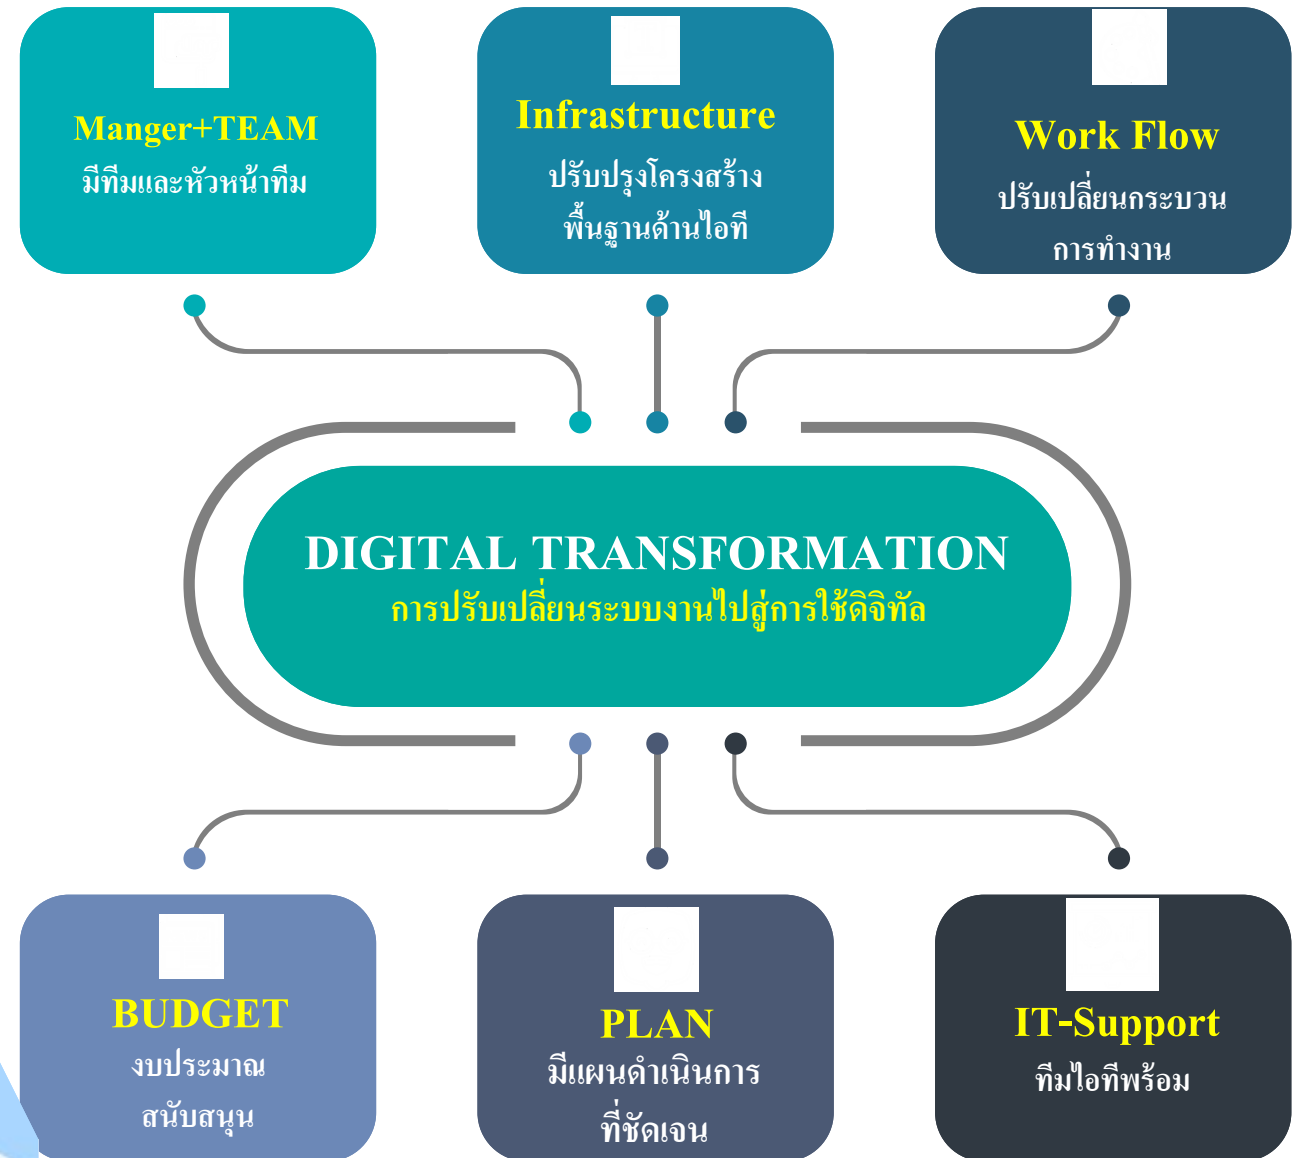 Manger+TEAM
มีทีมและหัวหน้าทีม
Infrastructure
ปรับปรุงโครงสร้าง
พื้นฐานด้านไอที
Work Flow
ปรับเปลี่ยนกระบวน
การทำงาน
DIGITAL TRANSFORMATION
การปรับเปลี่ยนระบบงานไปสู่การใช้ดิจิทัล
BUDGET
งบประมาณ
สนับสนุน
PLAN
มีแผนดำเนินการ
ที่ชัดเจน
IT-Support
ทีมไอทีพร้อม